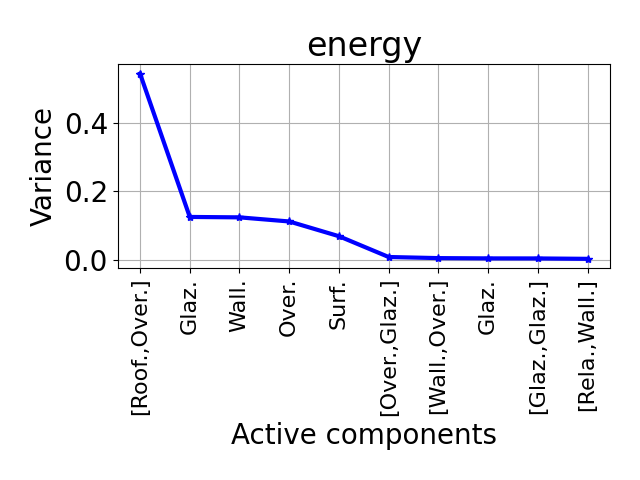 energy
Variance
0.4
0.2
0.0
[Roof.,Over.]
Glaz.
Wall.
Over.
Surf.
[Over.,Glaz.]
[Wall.,Over.]
Glaz.
[Glaz.,Glaz.]
[Rela.,Wall.]
Active components